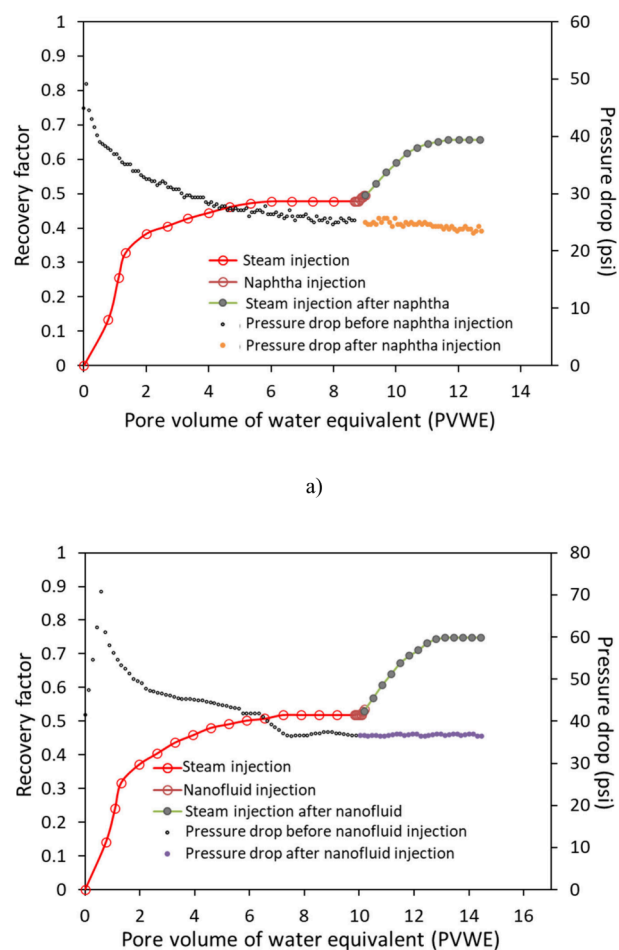 1
0.9
0.8
0.7
0.6
0.5
0.4
0.3
0.2
0.1
0
Recovery factor
60
50
40
30
20
10
0
Pressure drop (psi)
Steam injection
Naphtha injection
Steam injection after naphtha
Pressure drop before naphtha injection
Pressure drop after naphtha injection
0 2 4 6 8 10 12 14
Pore volume of water equivalent (PVWE)
a)
1
0.9
0.8
0.7
0.6
0.5
0.4
0.3
0.2
0.1
0
Recovery factor
80
70
60
50
40
30
20
10
0
Pressure drop (psi)
Steam injection
Nanofluid injection
Steam injection after nanofluid
Pressure drop before nanofluid injection
Pressure drop after nanofluid injection
0 2 4 6 8 10 12 14 16
Pore volume of water equivalent (PVWE)